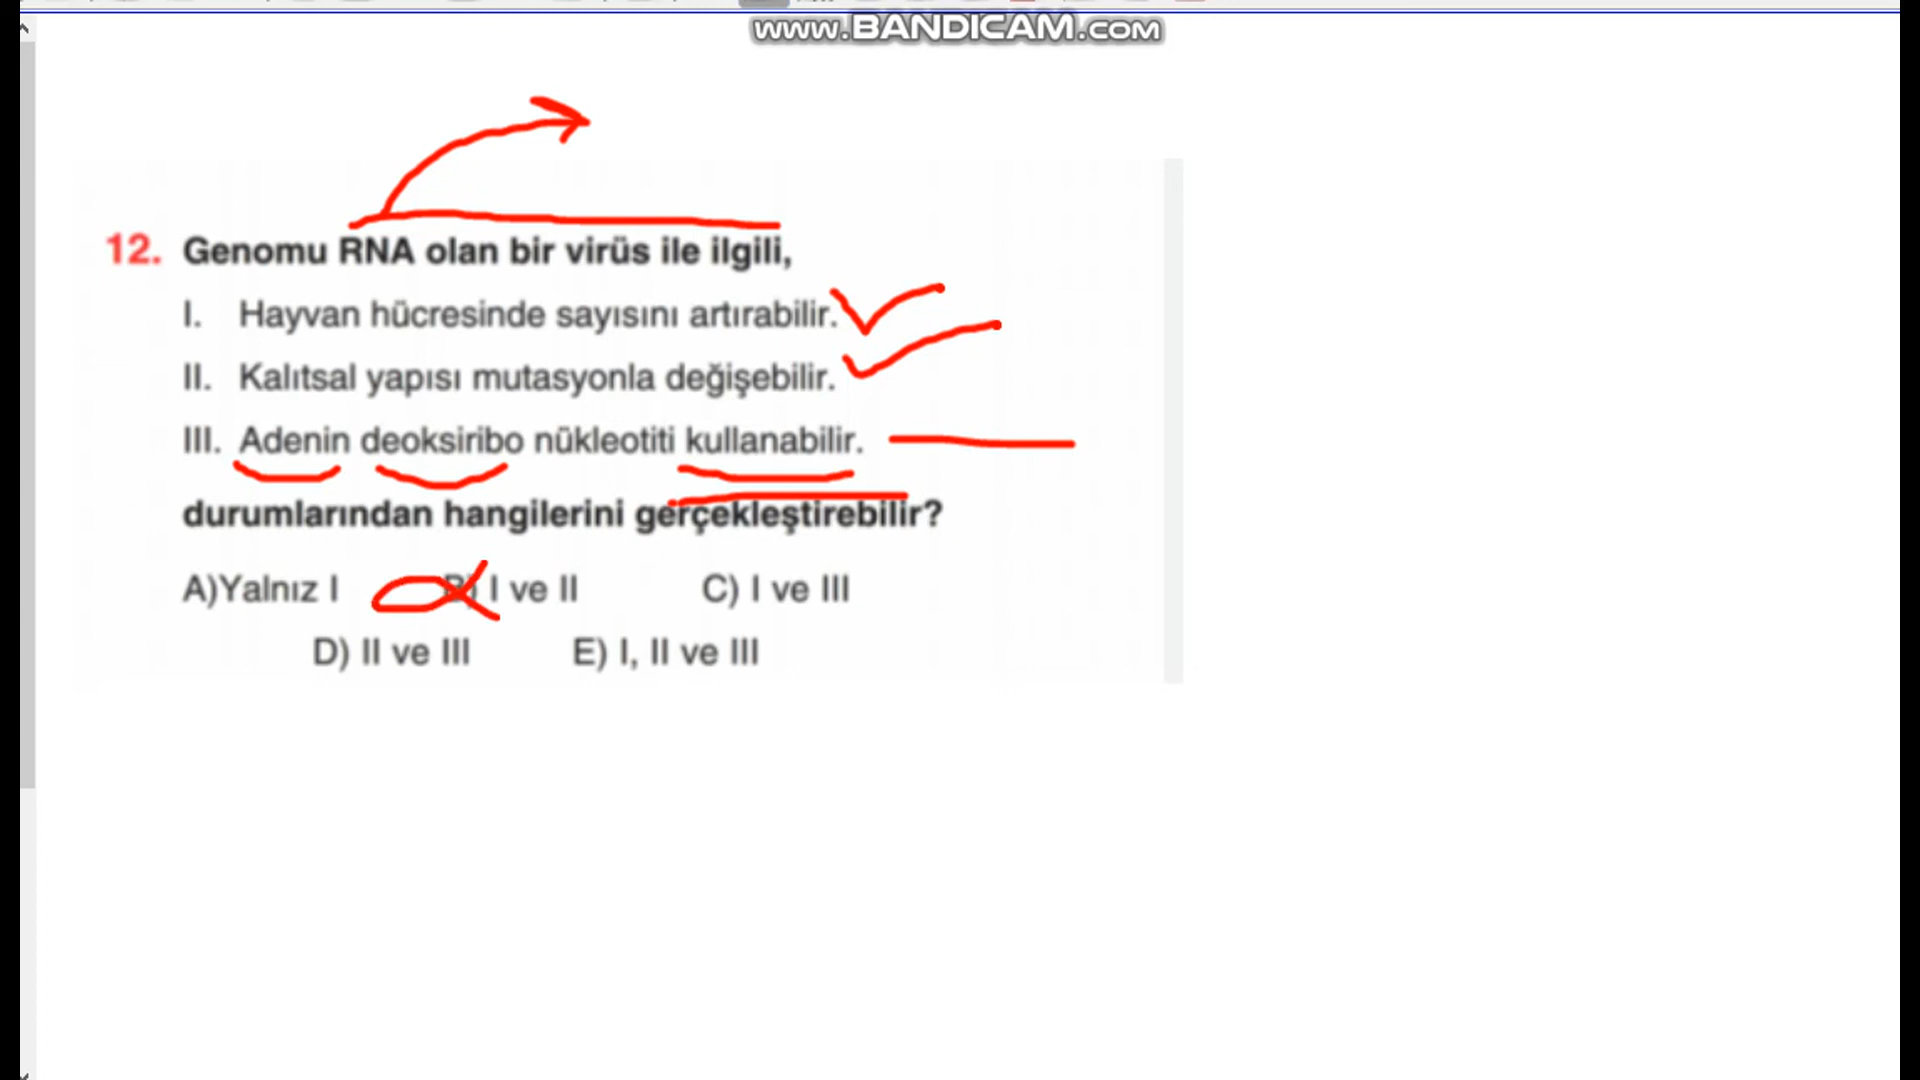 www.BANDICAM.com
12. Genomu RNA olan bir virüs ile ilgili,
I. Hayvan hücresinde sayısını artırabilir.
II. Kalıtsal yapısı mutasyonla değişebilir.
III. Adenin deoksiribo nükleotiti kullanabilir.
durumlarından hangilerini gerçekleştirebilir?
A)Yalnız I B) I ve II C) I ve III
D) II ve III E) I, II ve III